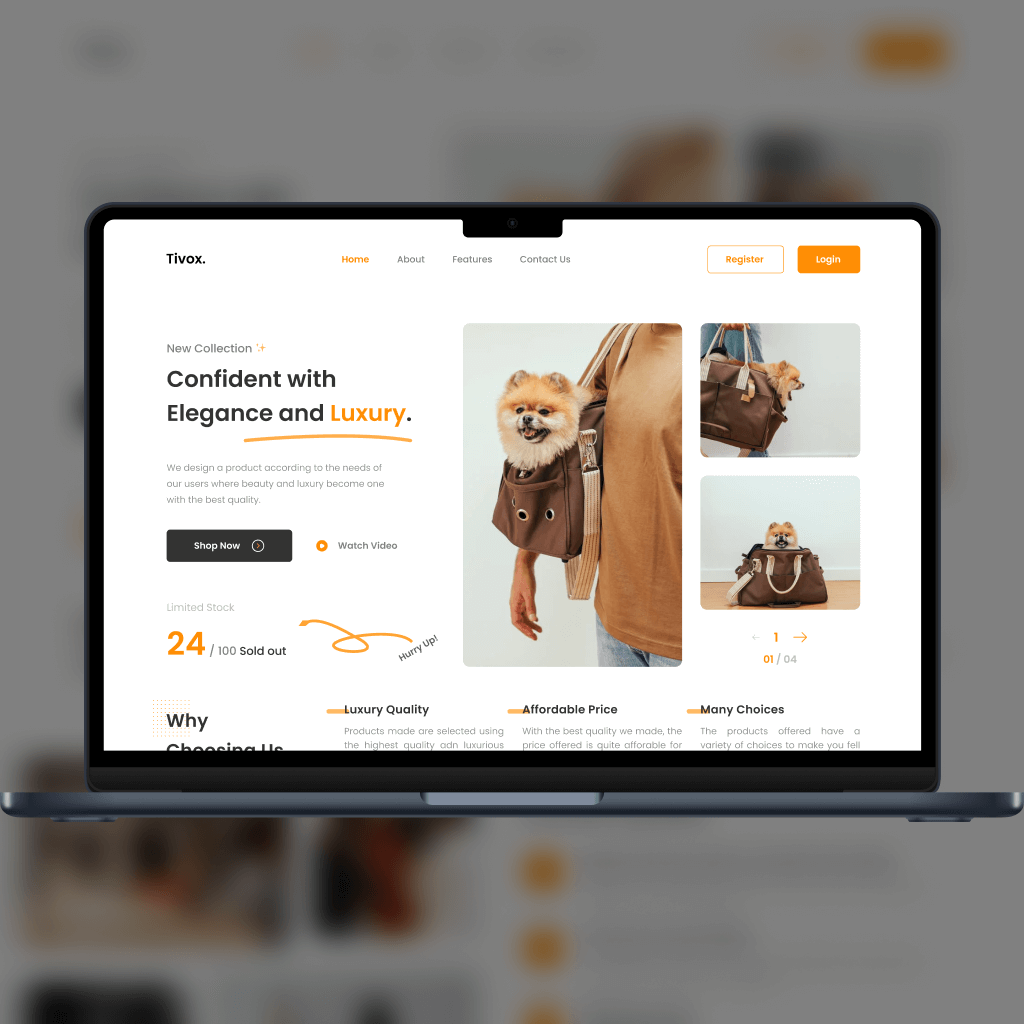 Tivox.
Home About Features Contact Us
Register Login
New Collection
Confident with
Elegance and Luxury.
We design a product according to the needs of
our users where beauty and luxury become one
with the best quality.
Shop Now Watch Video
Limited Stock
24 / 100 Sold out
Hurry Up!
1
01 / 04
Why
Choosing Us
Luxury Quality
Products made are selected using
the highest quality adn luxurious
Affordable Price
With the best quality we made, the
price offered is quite afforable for
Many Choices
The products offered have a
variety of choices to make you fell